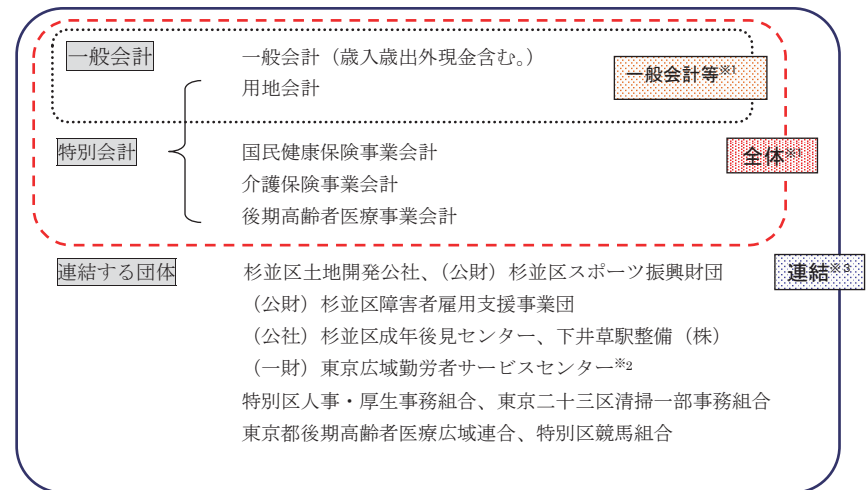 一般会計 一般会計（歳入歳出外現金含む。）
用地会計
一般会計等※1
特別会計 国民健康保険事業会計
全体※1
介護保険事業会計
後期高齢者医療事業会計
連結する団体 杉並区土地開発公社、（公財）杉並区スポーツ振興財団
連結※3
（公財）杉並区障害者雇用支援事業団
（公社）杉並区成年後見センター、下井草駅整備（株）
（一財）東京広域勤労者サービスセンター※2
特別区人事・厚生事務組合、東京二十三区清掃一部事務組合
東京都後期高齢者医療広域連合、特別区競馬組合